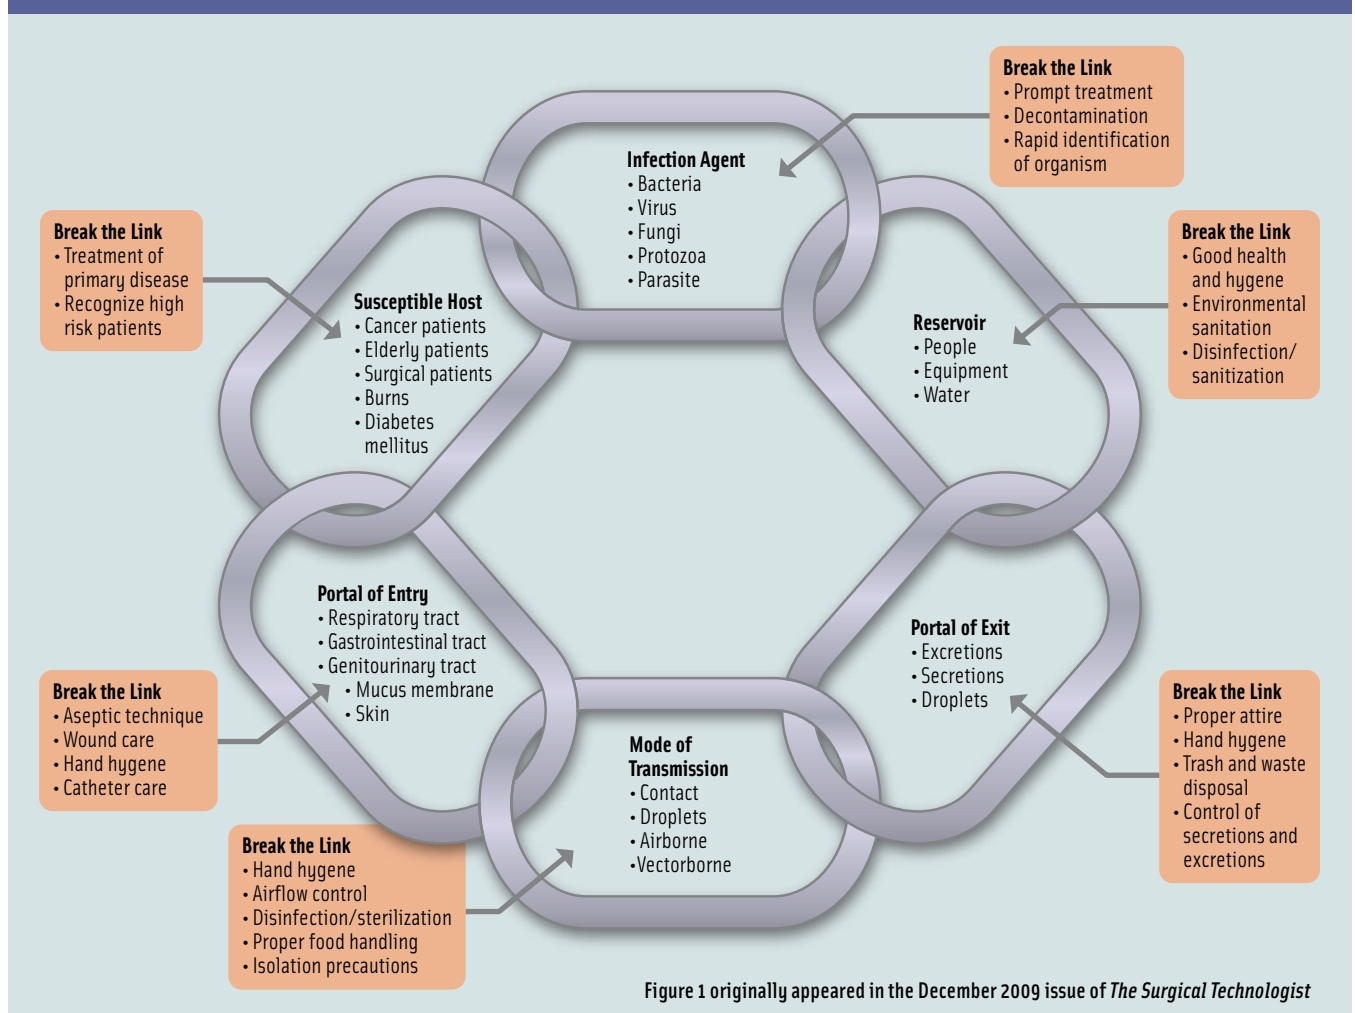 Break the Link
• Prompt treatment
• Decontamination
• Rapid identification
of organism
Infection Agent
• Bacteria
• Virus
• Fungi
• Protozoa
• Parasite
Break the Link
• Good health
and hygene
• Environmental
sanitation
• Disinfection/
sanitization
Reservoir
• People
• Equipment
• Water
Break the Link
• Proper attire
• Hand hygene
• Trash and waste
disposal
• Control of
secretions and
excretions
Portal of Exit
• Excretions
• Secretions
• Droplets
Mode of
Transmission
• Contact
• Droplets
• Airborne
•Vectorborne
Break the Link
• Hand hygene
• Airflow control
• Disinfection/sterilization
• Proper food handling
• Isolation precautions
Portal of Entry
• Respiratory tract
• Gastrointestinal tract
• Genitourinary tract
• Mucus membrane
• Skin
Break the Link
• Aseptic technique
• Wound care
• Hand hygene
• Catheter care
Susceptible Host
• Cancer patients
• Elderly patients
• Surgical patients
• Burns
• Diabetes
mellitus
Break the Link
• Treatment of
primary disease
• Recognize high
risk patients
Figure 1 originally appeared in the December 2009 issue of The Surgical Technologist